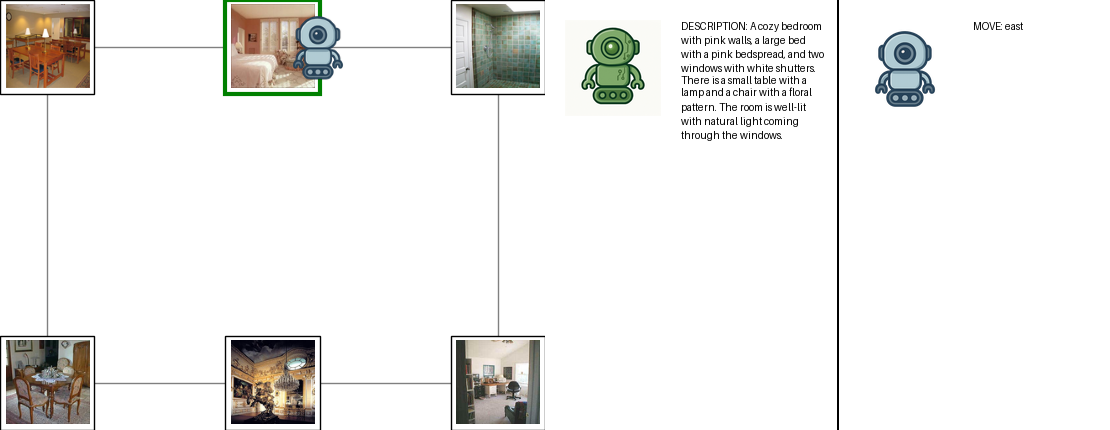 DESCRIPTION: A cozy bedroom
with pink walls, a large bed
with a pink bedspread, and two
windows with white shutters.
There is a small table with a
lamp and a chair with a floral
pattern. The room is well-lit
with natural light coming
through the windows.
MOVE: east